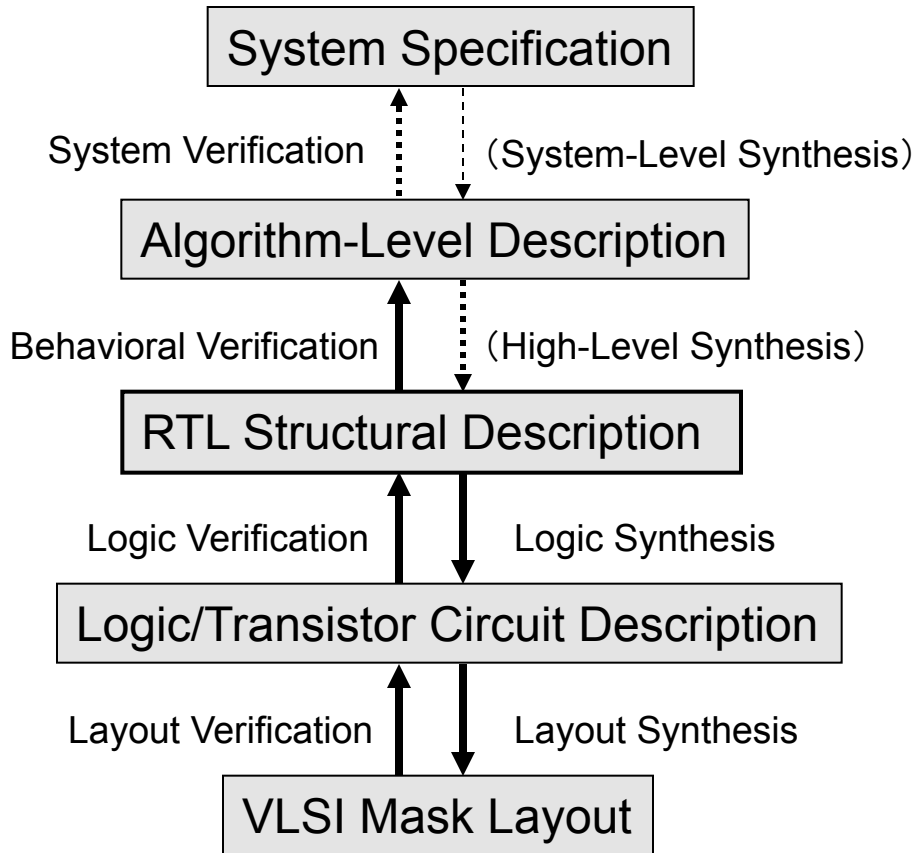 System Specification
System Verification
（System-Level Synthesis）
Algorithm-Level Description
Behavioral Verification
（High-Level Synthesis）
RTL Structural Description
Logic Verification
Logic Synthesis
Logic/Transistor Circuit Description
Layout Verification
Layout Synthesis
VLSI Mask Layout